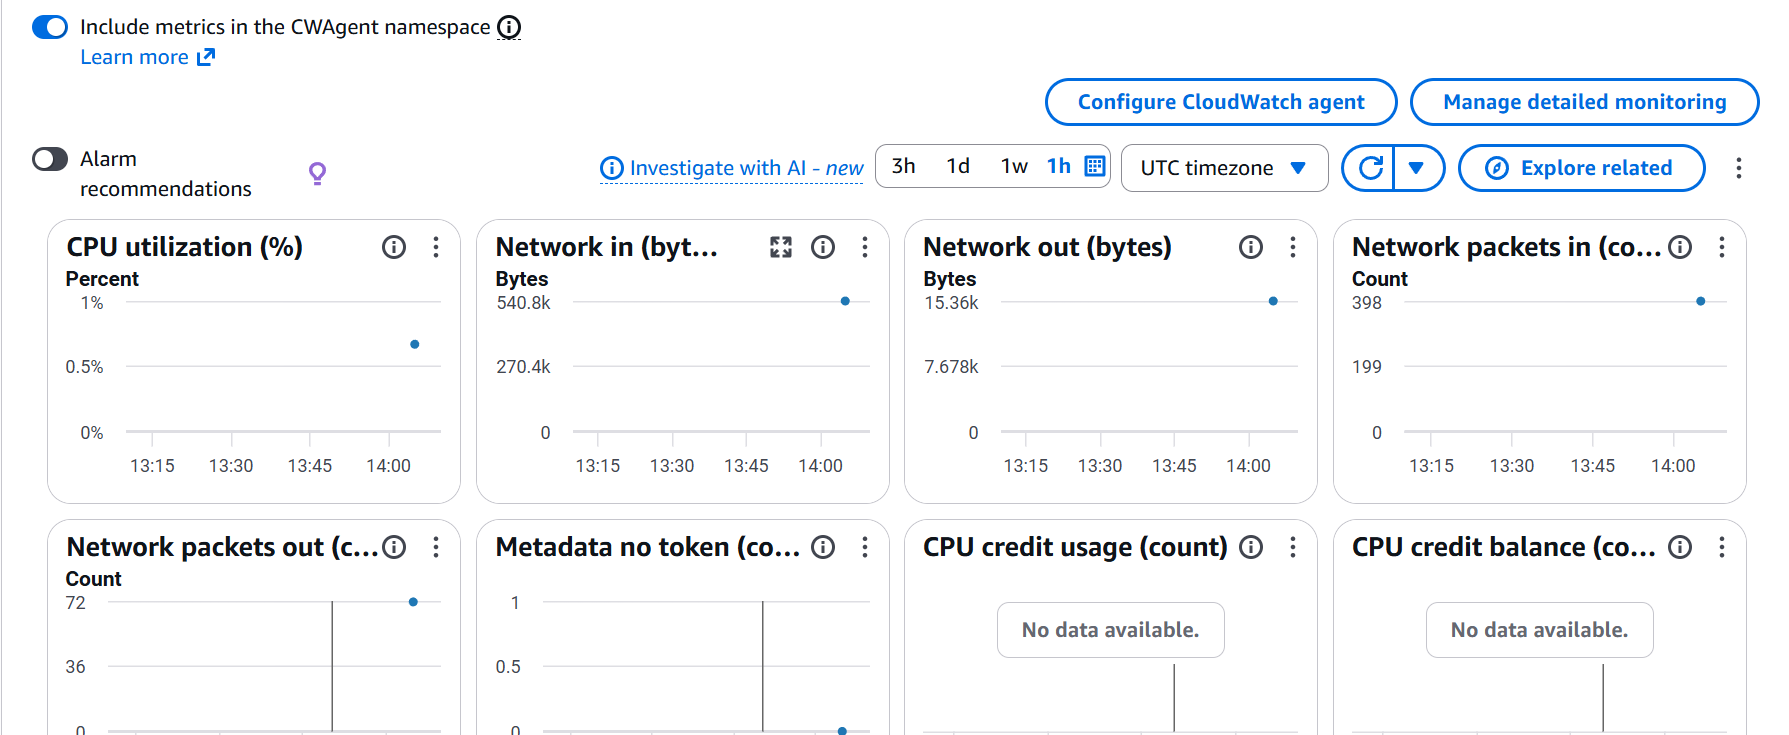 Include metrics in the CWAgent namespace
Learn more
Configure CloudWatch agent
Manage detailed monitoring
Alarm
recommendations
Investigate with AI - new
3h 1d 1w 1h
UTC timezone
Explore related
CPU utilization (%)
Percent
1%
0.5%
0%
13:15 13:30 13:45 14:00
Network in (byt...
Bytes
540.8k
270.4k
0
13:15 13:30 13:45 14:00
Network out (bytes)
Bytes
15.36k
7.678k
0
13:15 13:30 13:45 14:00
Network packets in (co...
Count
398
199
0
13:15 13:30 13:45 14:00
Network packets out (c...
Count
72
36
0
Metadata no token (co...
1
0.5
0
CPU credit usage (count)
No data available.
CPU credit balance (co...
No data available.